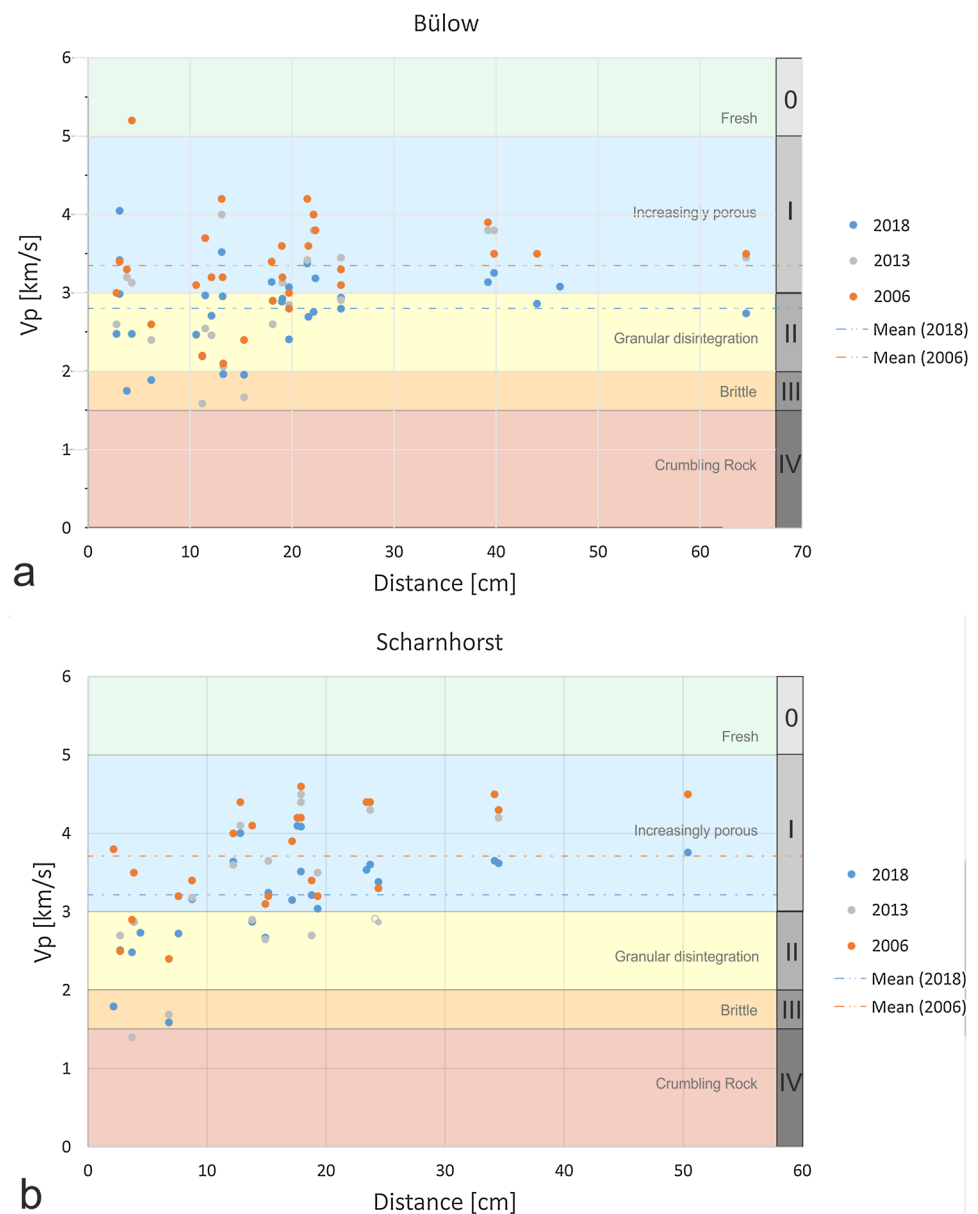 Bülow
6
5
4
3
2
1
0
Vp [km/s]
Fresh
Increasingly porous
Granular disintegration
Brittle
Crumbling Rock
0
I
II
III
IV
2018
2013
2006
Mean (2018)
Mean (2006)
0 10 20 30 40 50 60 70
Distance [cm]
a
Scharnhorst
6
5
4
3
2
1
0
Vp [km/s]
Fresh
Increasingly porous
Granular disintegration
Brittle
Crumbling Rock
0
I
II
III
IV
2018
2013
2006
Mean (2018)
Mean (2006)
0 10 20 30 40 50 60
Distance [cm]
b